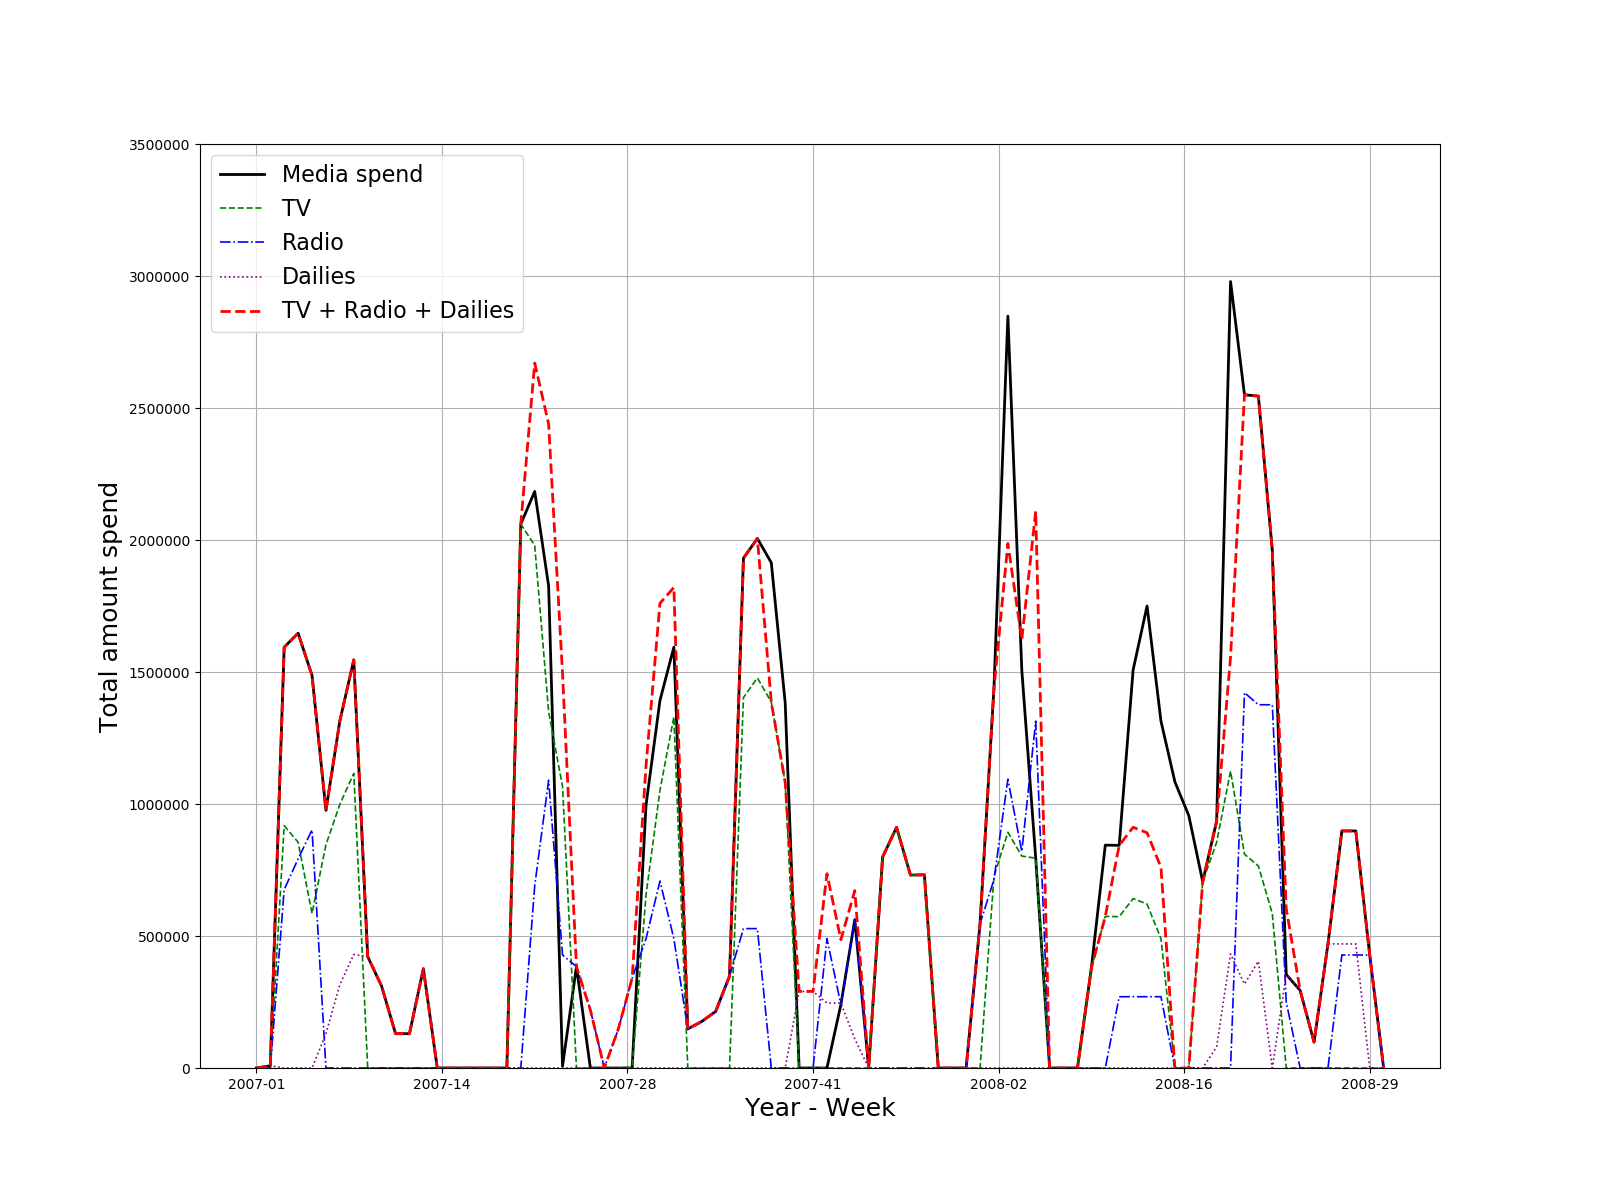 3500000
3000000
2500000
2000000
1500000
1000000
500000
0
Total amount spend
Media spend
TV
Radio
Dailies
TV + Radio + Dailies
2007-01 2007-14 2007-28 2007-41 2008-02 2008-16 2008-29
Year - Week